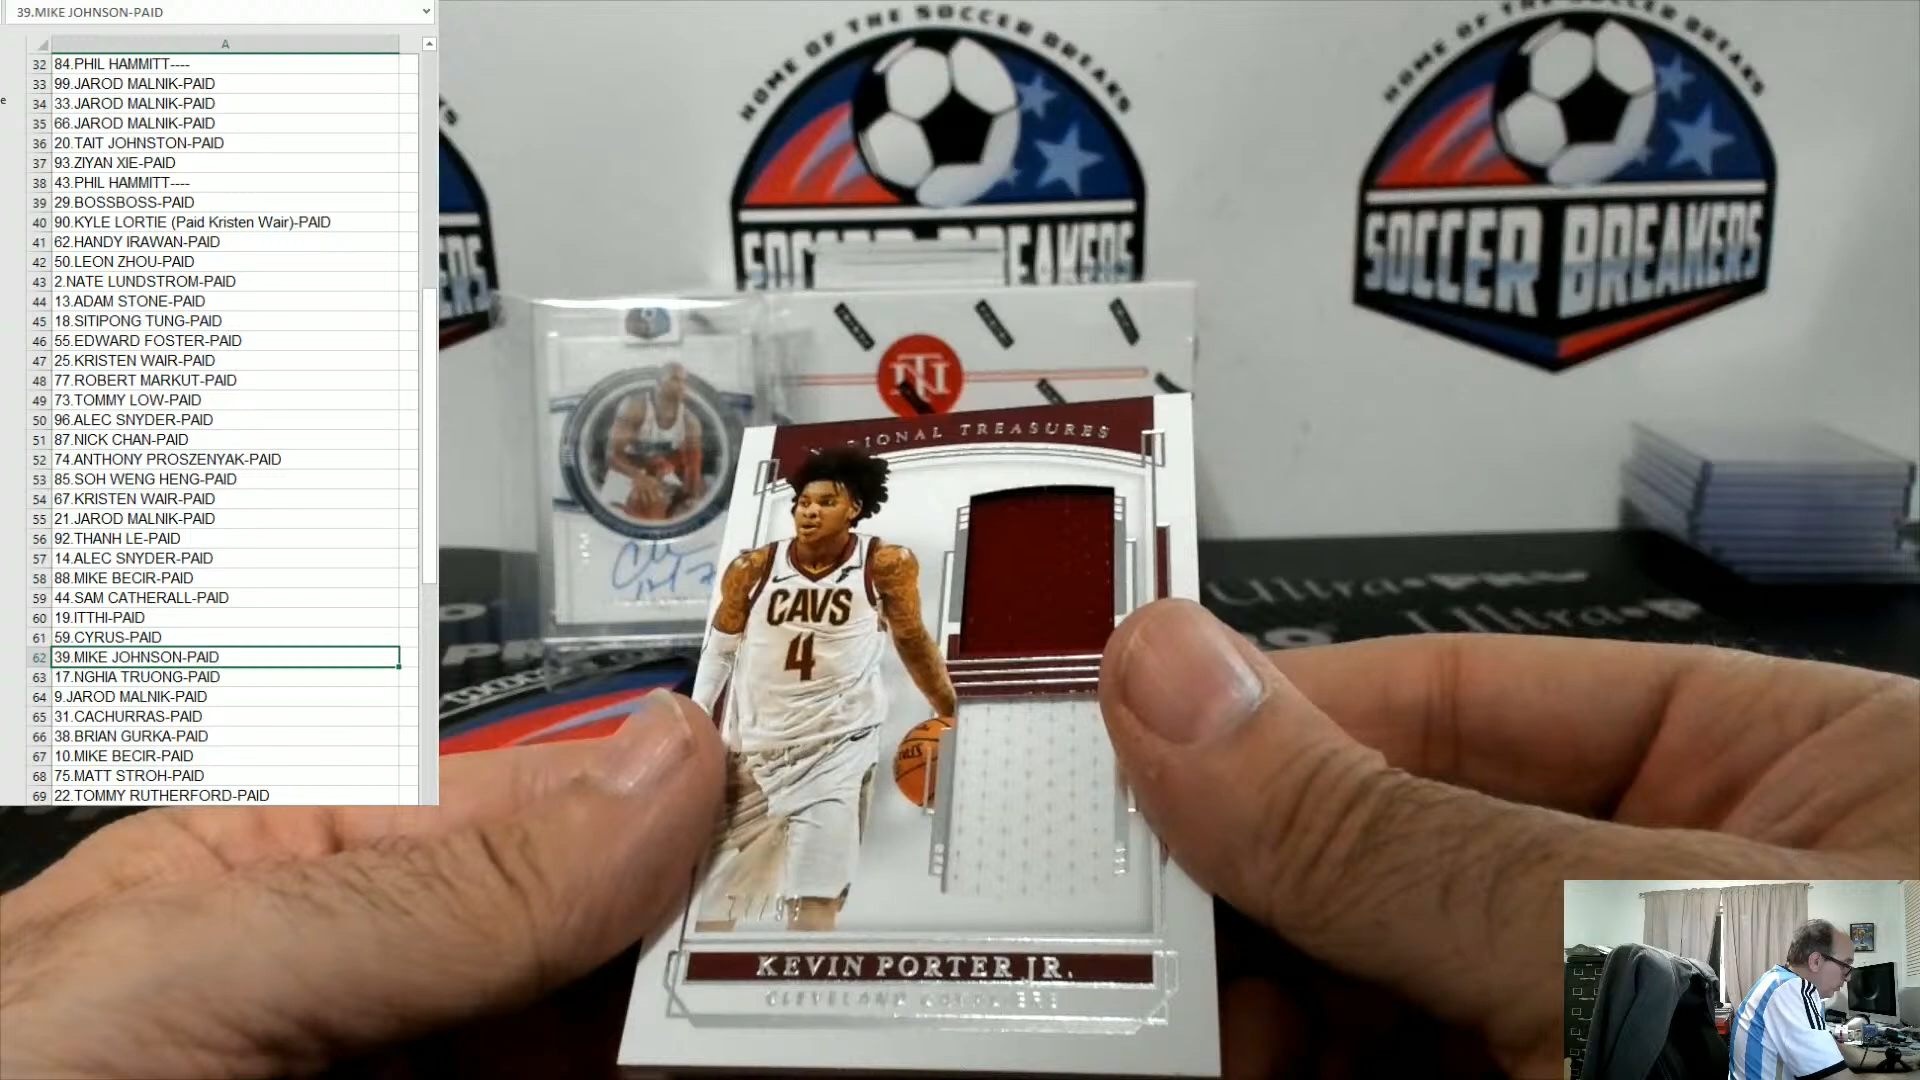 39.MIKE JOHNSON-PAID
A
32 84.PHIL HAMMITT----
33 99.JAROD MALNIK-PAID
34 33.JAROD MALNIK-PAID
35 66.JAROD MALNIK-PAID
36 20.TAIT JOHNSTON-PAID
37 93.ZIYAN XIE-PAID
38 43.PHIL HAMMITT----
39 29.BOSSBOSS-PAID
40 90.KYLE LORTIE (Paid Kristen Wair)-PAID
41 62.HANDY IRAWAN-PAID
42 50.LEON ZHOU-PAID
43 2.NATE LUNDSTROM-PAID
44 13.ADAM STONE-PAID
45 18.SITIPONG TUNG-PAID
46 55.EDWARD FOSTER-PAID
47 25.KRISTEN WAIR-PAID
48 77.ROBERT MARKUT-PAID
49 73.TOMMY LOW-PAID
50 96.ALEC SNYDER-PAID
51 87.NICK CHAN-PAID
52 74.ANTHONY PROSZENYAK-PAID
53 85.SOH WENG HENG-PAID
54 67.KRISTEN WAIR-PAID
55 21.JAROD MALNIK-PAID
56 92.THANH LE-PAID
57 14.ALEC SNYDER-PAID
58 88.MIKE BECIR-PAID
59 44.SAM CATHERALL-PAID
60 19.ITTHI-PAID
61 59.CYRUS-PAID
62 39.MIKE JOHNSON-PAID
63 17.NGHIA TRUONG-PAID
64 9.JAROD MALNIK-PAID
65 31.CACHURRAS-PAID
66 38.BRIAN GURKA-PAID
67 10.MIKE BECIR-PAID
68 75.MATT STROH-PAID
69 22.TOMMY RUTHERFORD-PAID
e
HOME OF THE SOCCER BREAKS
SOCCER BREAKERS
HOME OF THE SOCCER BREAKS
SOCCER BREAKERS
ERS
NT
TREASURES
CAVS
4
KEVIN PORTER JR.
CLEVELAND CAVALIERS
Ultra PRO
Ultra